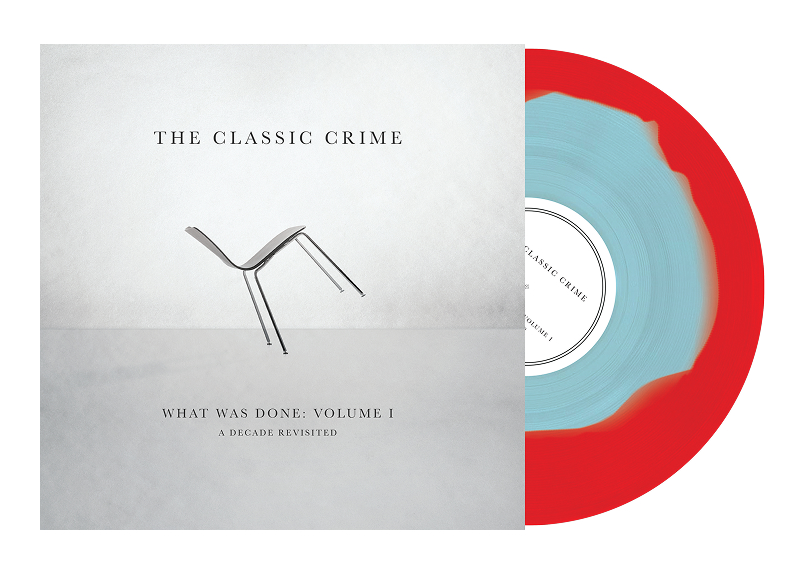 THE CLASSIC CRIME
WHAT WAS DONE: VOLUME I
A DECADE REVISITED
CLASSIC CRIME
VOLUME I